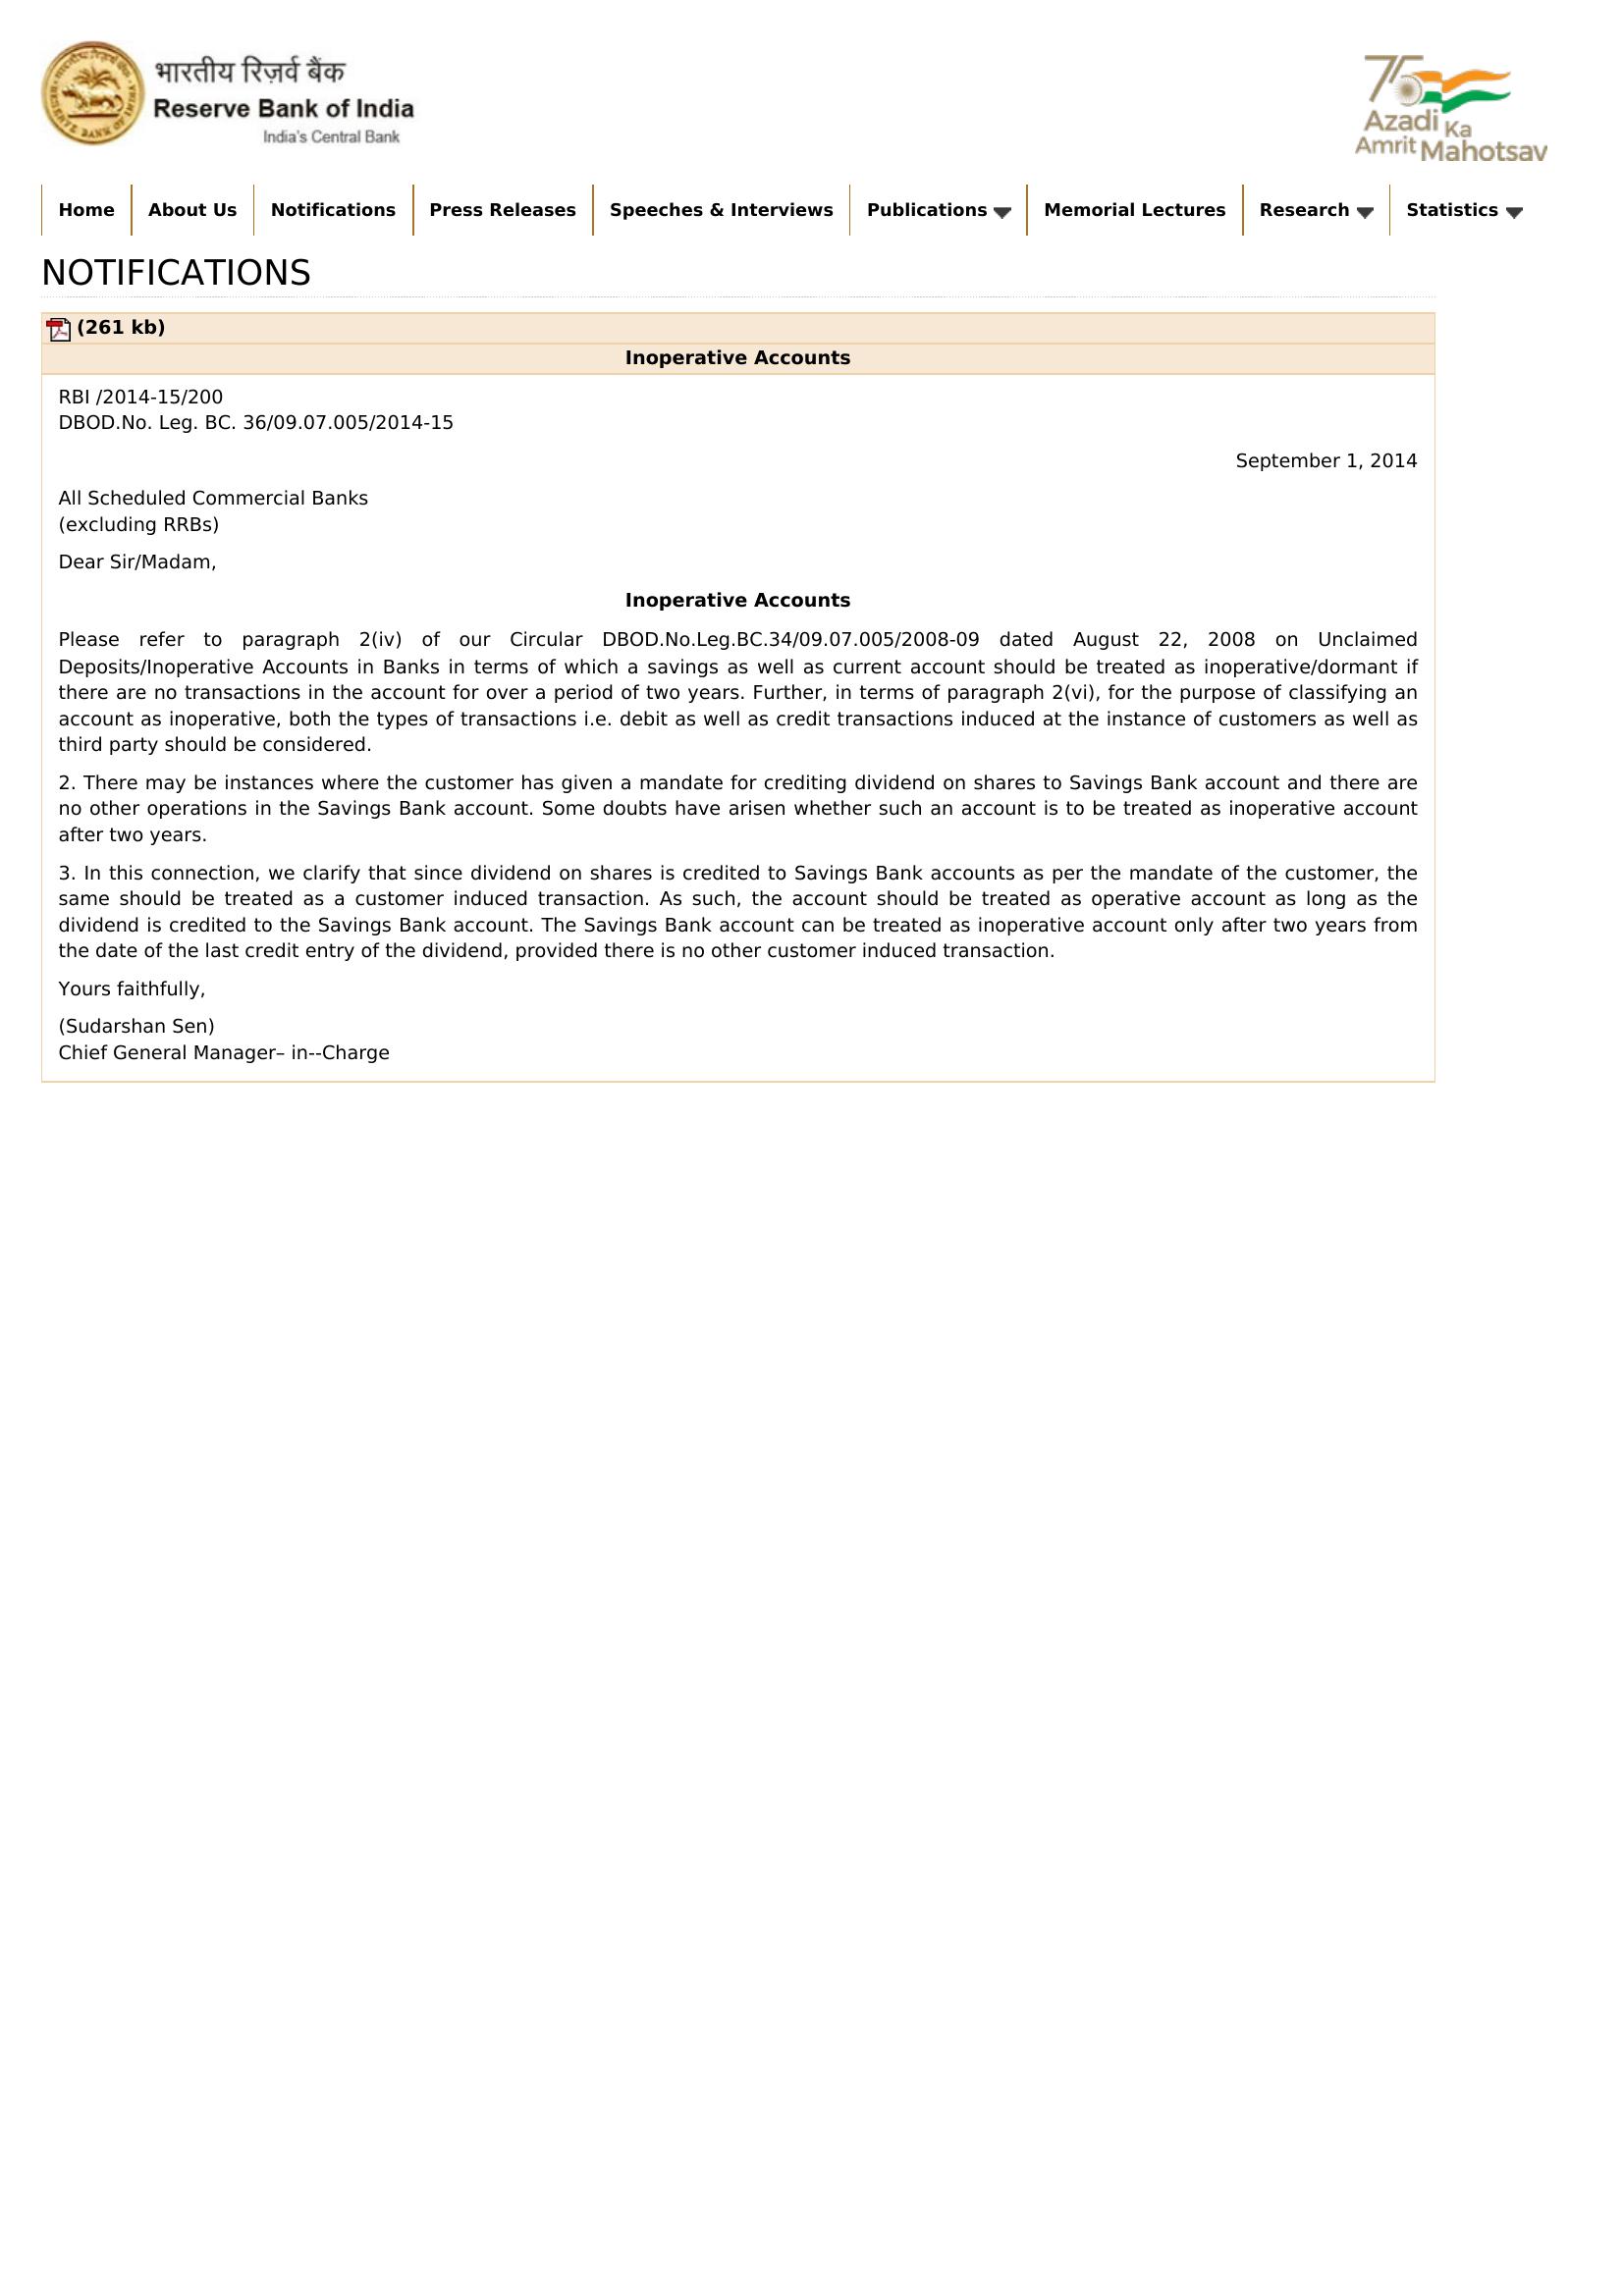 भारतीय रिज़र्व बैंक
Reserve Bank of India
India's Central Bank
75
Azadi Ka
Amrit Mahotsav
Home About Us Notifications Press Releases Speeches & Interviews Publications Memorial Lectures Research Statistics
NOTIFICATIONS
(261 kb)
Inoperative Accounts
RBI /2014-15/200
DBOD.No. Leg. BC. 36/09.07.005/2014-15
September 1, 2014
All Scheduled Commercial Banks
(excluding RRBs)
Dear Sir/Madam,
Inoperative Accounts
Please refer to paragraph 2(iv) of our Circular DBOD.No.Leg.BC.34/09.07.005/2008-09 dated August 22, 2008 on Unclaimed
Deposits/Inoperative Accounts in Banks in terms of which a savings as well as current account should be treated as inoperative/dormant if
there are no transactions in the account for over a period of two years. Further, in terms of paragraph 2(vi), for the purpose of classifying an
account as inoperative, both the types of transactions i.e. debit as well as credit transactions induced at the instance of customers as well as
third party should be considered.
2. There may be instances where the customer has given a mandate for crediting dividend on shares to Savings Bank account and there are
no other operations in the Savings Bank account. Some doubts have arisen whether such an account is to be treated as inoperative account
after two years.
3. In this connection, we clarify that since dividend on shares is credited to Savings Bank accounts as per the mandate of the customer, the
same should be treated as a customer induced transaction. As such, the account should be treated as operative account as long as the
dividend is credited to the Savings Bank account. The Savings Bank account can be treated as inoperative account only after two years from
the date of the last credit entry of the dividend, provided there is no other customer induced transaction.
Yours faithfully,
(Sudarshan Sen)
Chief General Manager– in--Charge